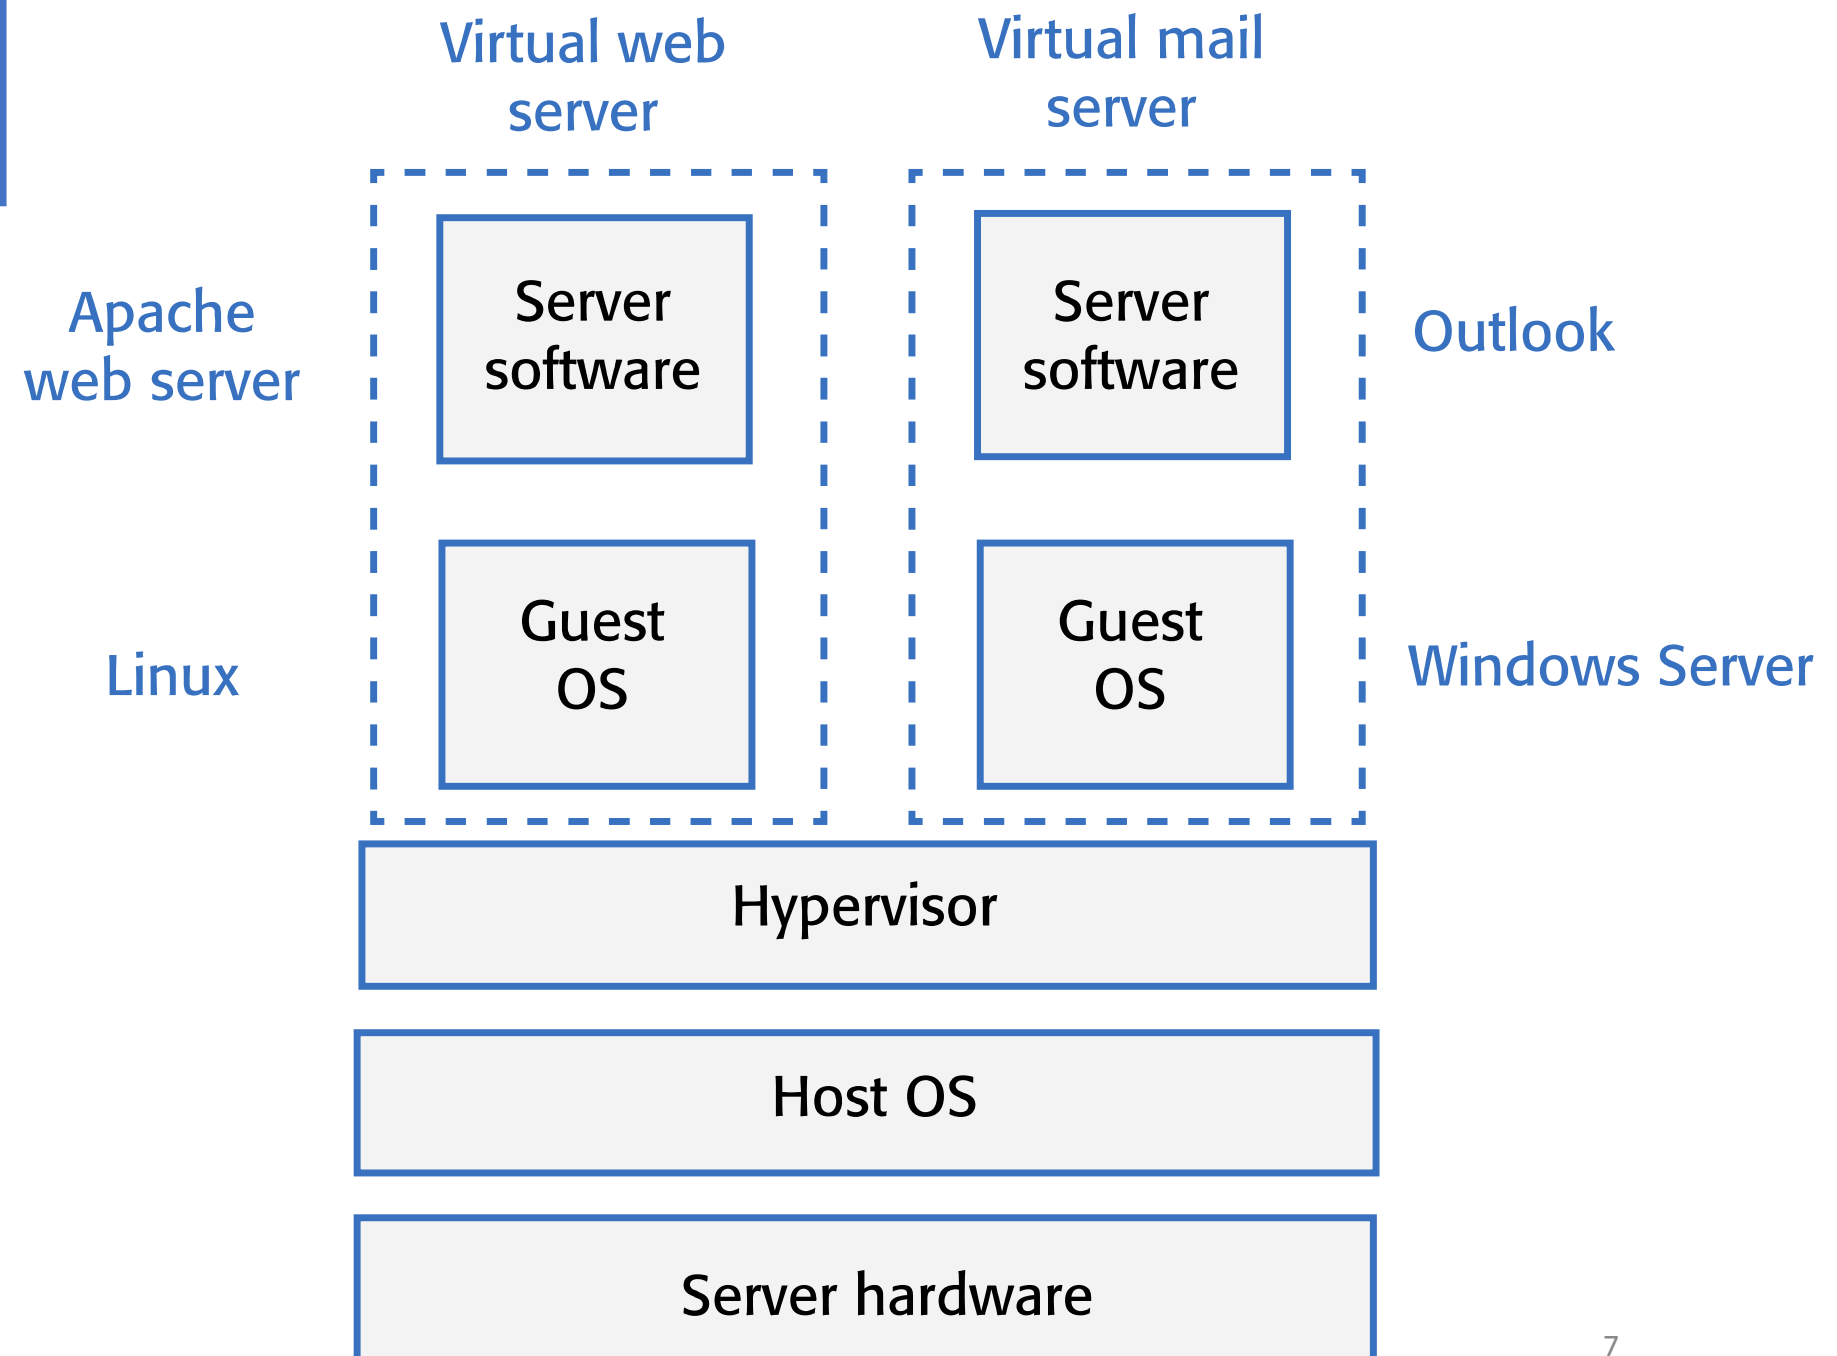 Virtual web
server
Virtual mail
server
Apache
web server
Server
software
Server
software
Outlook
Linux
Guest
OS
Guest
OS
Windows Server
Hypervisor
Host OS
Server hardware
7